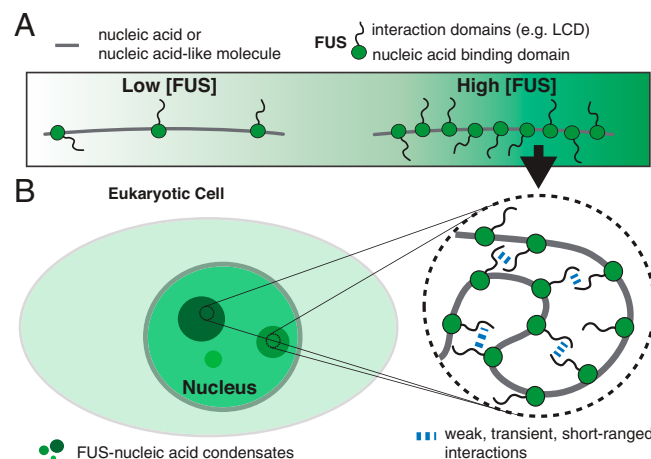 A
nucleic acid or
nucleic acid-like molecule
FUS
interaction domains (e.g. LCD)
nucleic acid binding domain
Low [FUS]
High [FUS]
B
Eukaryotic Cell
Nucleus
FUS-nucleic acid condensates
weak, transient, short-ranged
interactions